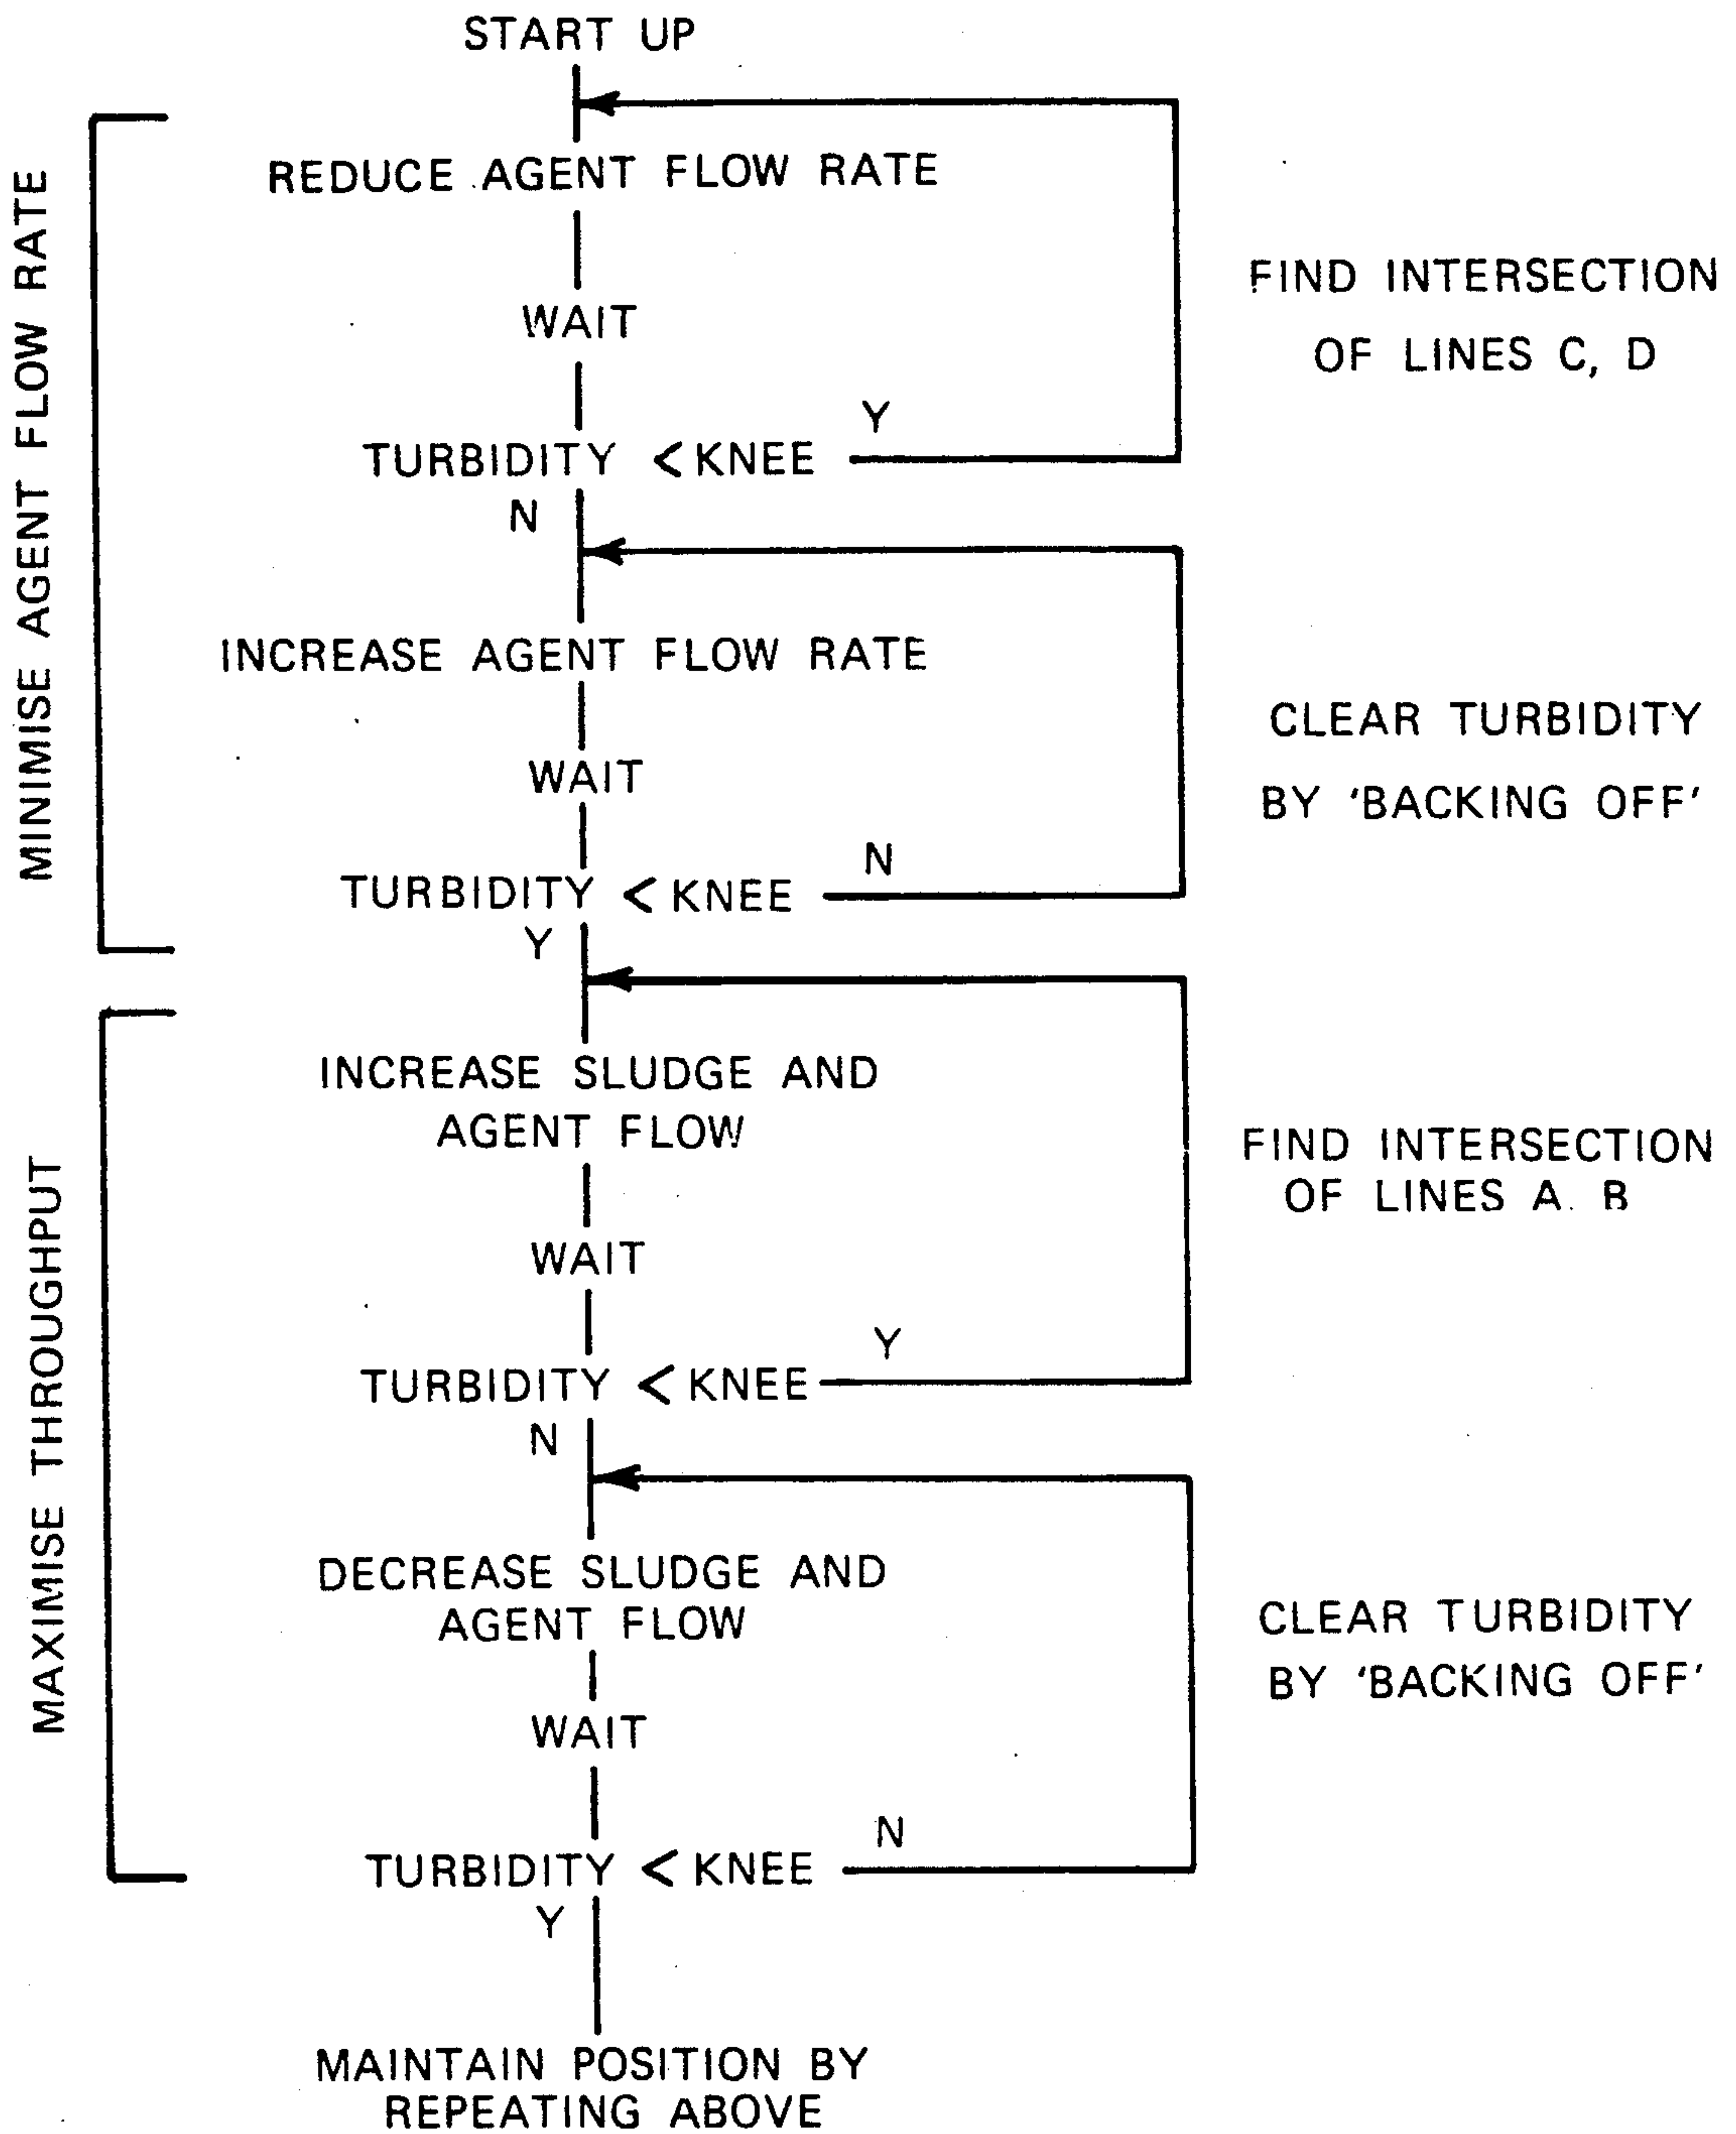 START UP
MINIMISE AGENT FLOW RATE
REDUCE AGENT FLOW RATE
WAIT
FIND INTERSECTION
OF LINES C, D
Y
TURBIDITY < KNEE
N
INCREASE AGENT FLOW RATE
WAIT
CLEAR TURBIDITY
BY 'BACKING OFF'
N
TURBIDITY < KNEE
Y
MAXIMISE THROUGHPUT
INCREASE SLUDGE AND
AGENT FLOW
WAIT
FIND INTERSECTION
OF LINES A. B
Y
TURBIDITY < KNEE
N
DECREASE SLUDGE AND
AGENT FLOW
WAIT
CLEAR TURBIDITY
BY 'BACKING OFF'
N
TURBIDITY < KNEE
Y
MAINTAIN POSITION BY
REPEATING ABOVE